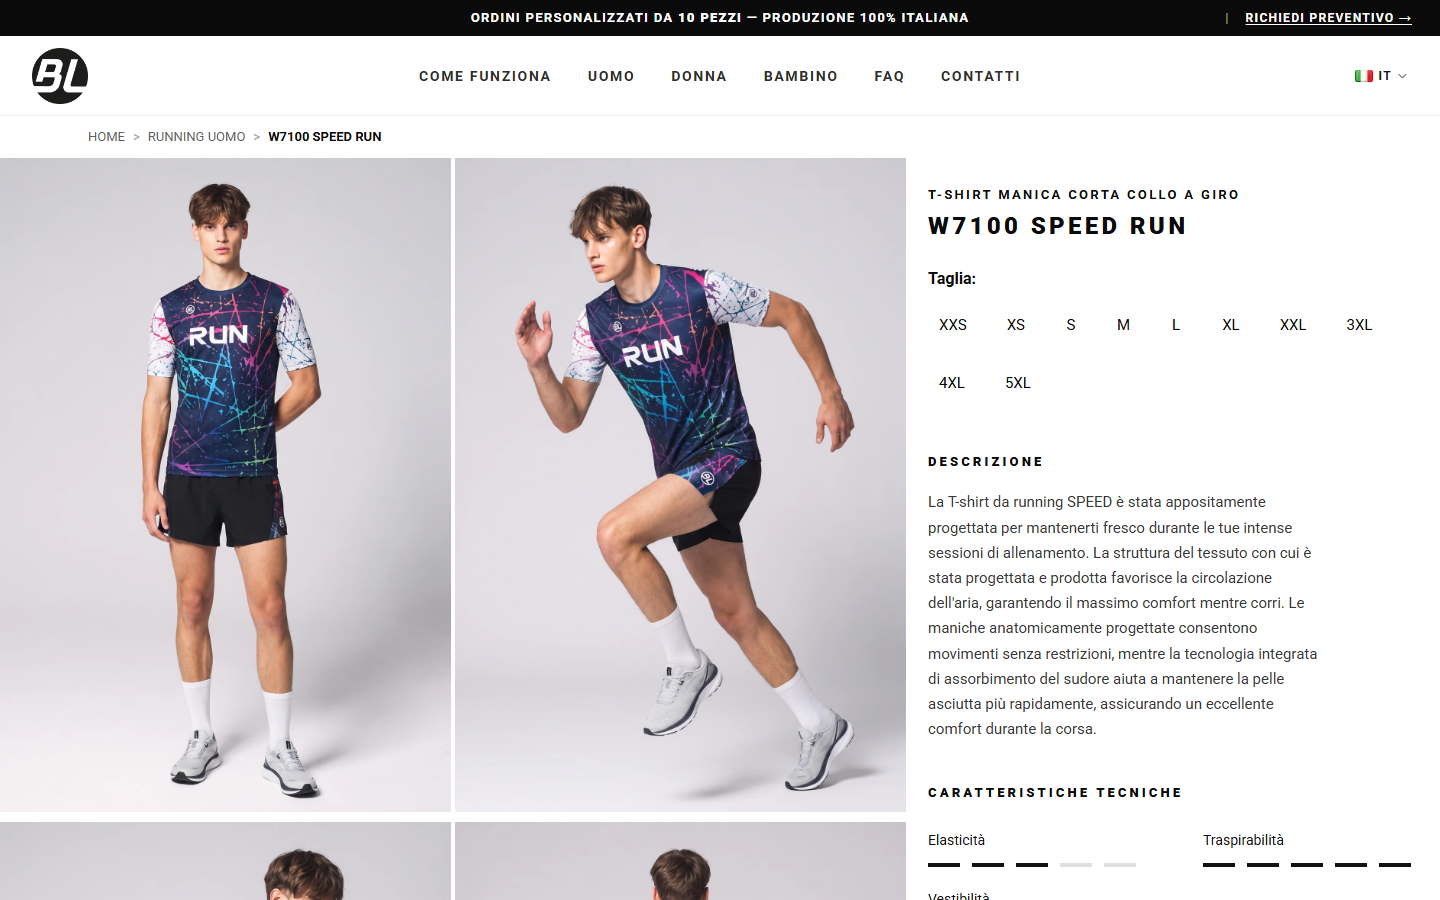 ORDINI PERSONALIZZATI DA 10 PEZZI — PRODUZIONE 100% ITALIANA
| RICHIEDI PREVENTIVO →
BL
COME FUNZIONA UOMO DONNA BAMBINO FAQ CONTATTI
IT
HOME > RUNNING UOMO > W7100 SPEED RUN
RUN
RUN
BL
T-SHIRT MANICA CORTA COLLO A GIRO
W7100 SPEED RUN
Taglia:
XXS XS S M L XL XXL 3XL
4XL 5XL
DESCRIZIONE
La T-shirt da running SPEED è stata appositamente
progettata per mantenerti fresco durante le tue intense
sessioni di allenamento. La struttura del tessuto con cui è
stata progettata e prodotta favorisce la circolazione
dell'aria, garantendo il massimo comfort mentre corri. Le
maniche anatomicamente progettate consentono
movimenti senza restrizioni, mentre la tecnologia integrata
di assorbimento del sudore aiuta a mantenere la pelle
asciutta più rapidamente, assicurando un eccellente
comfort durante la corsa.
CARATTERISTICHE TECNICHE
Elasticità Traspirabilità
Vestibilità